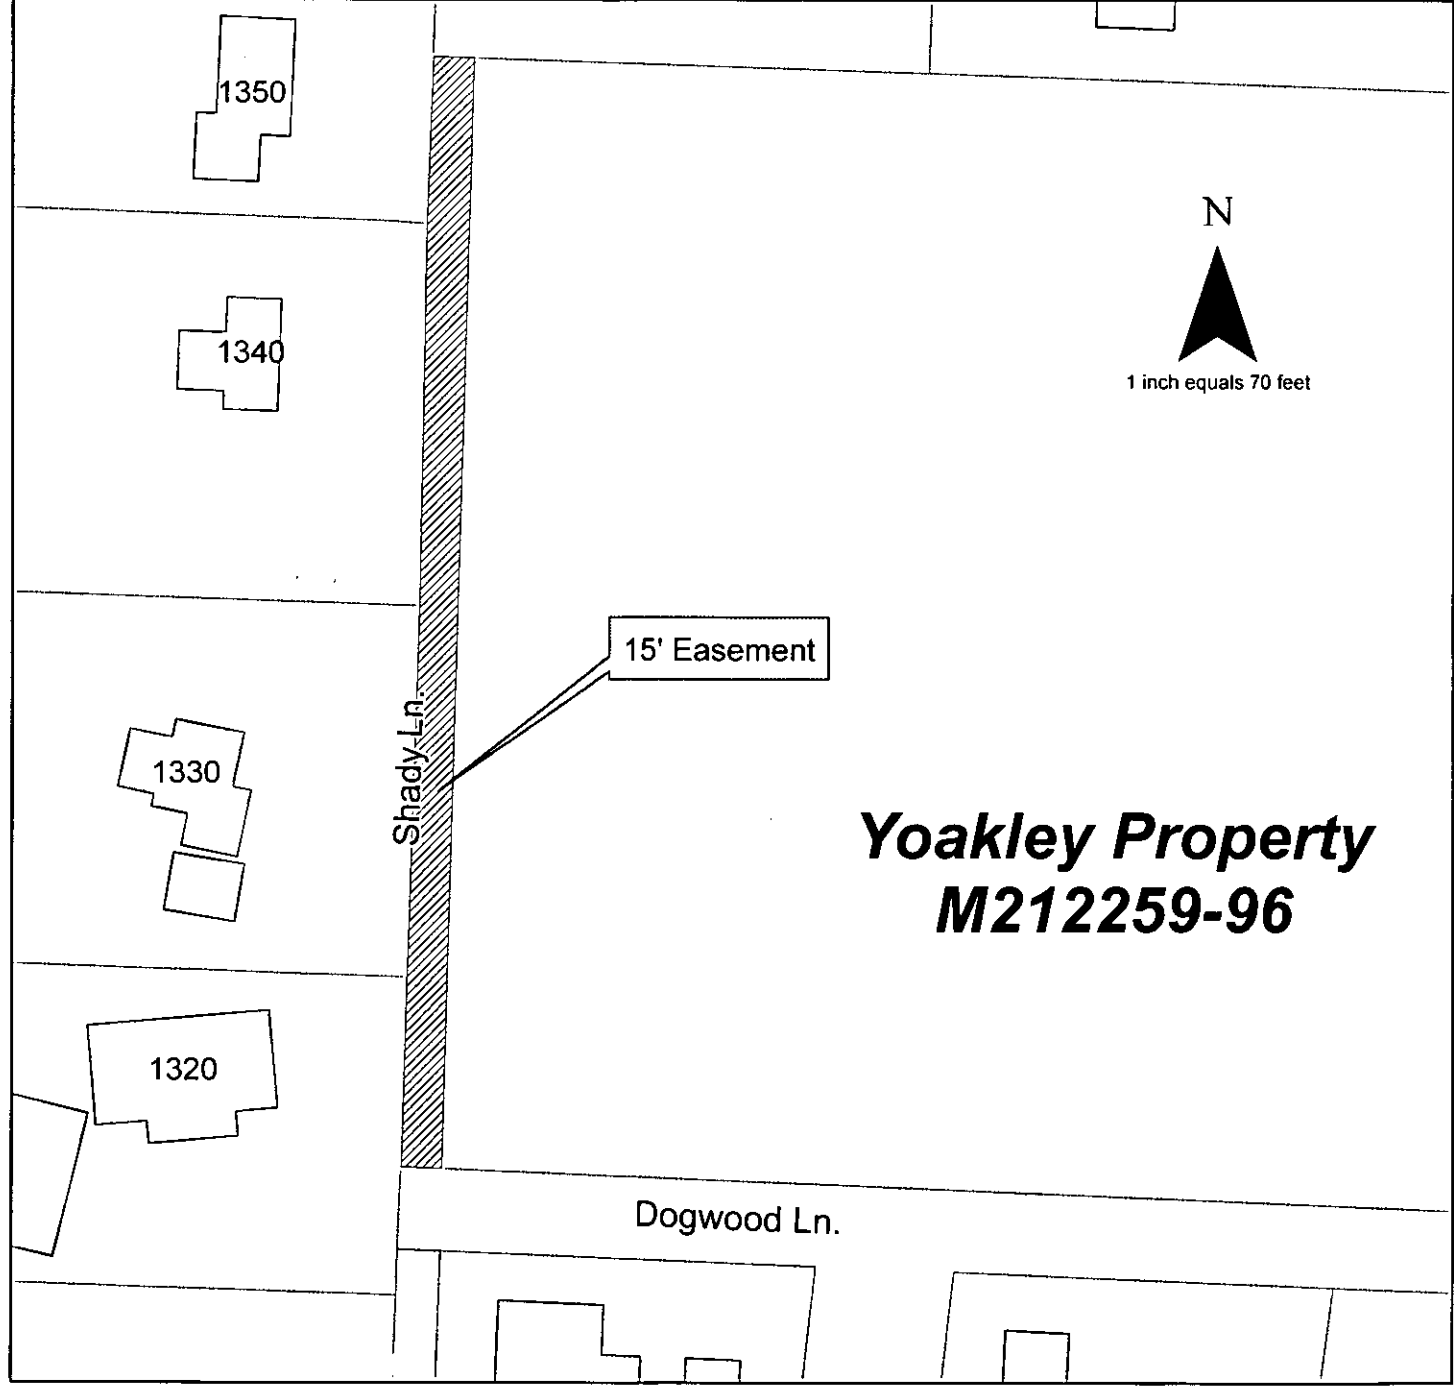 1350
N
1340
1 inch equals 70 feet
15' Easement
Shady Ln.
1330
Yoakley Property
M212259-96
1320
Dogwood Ln.